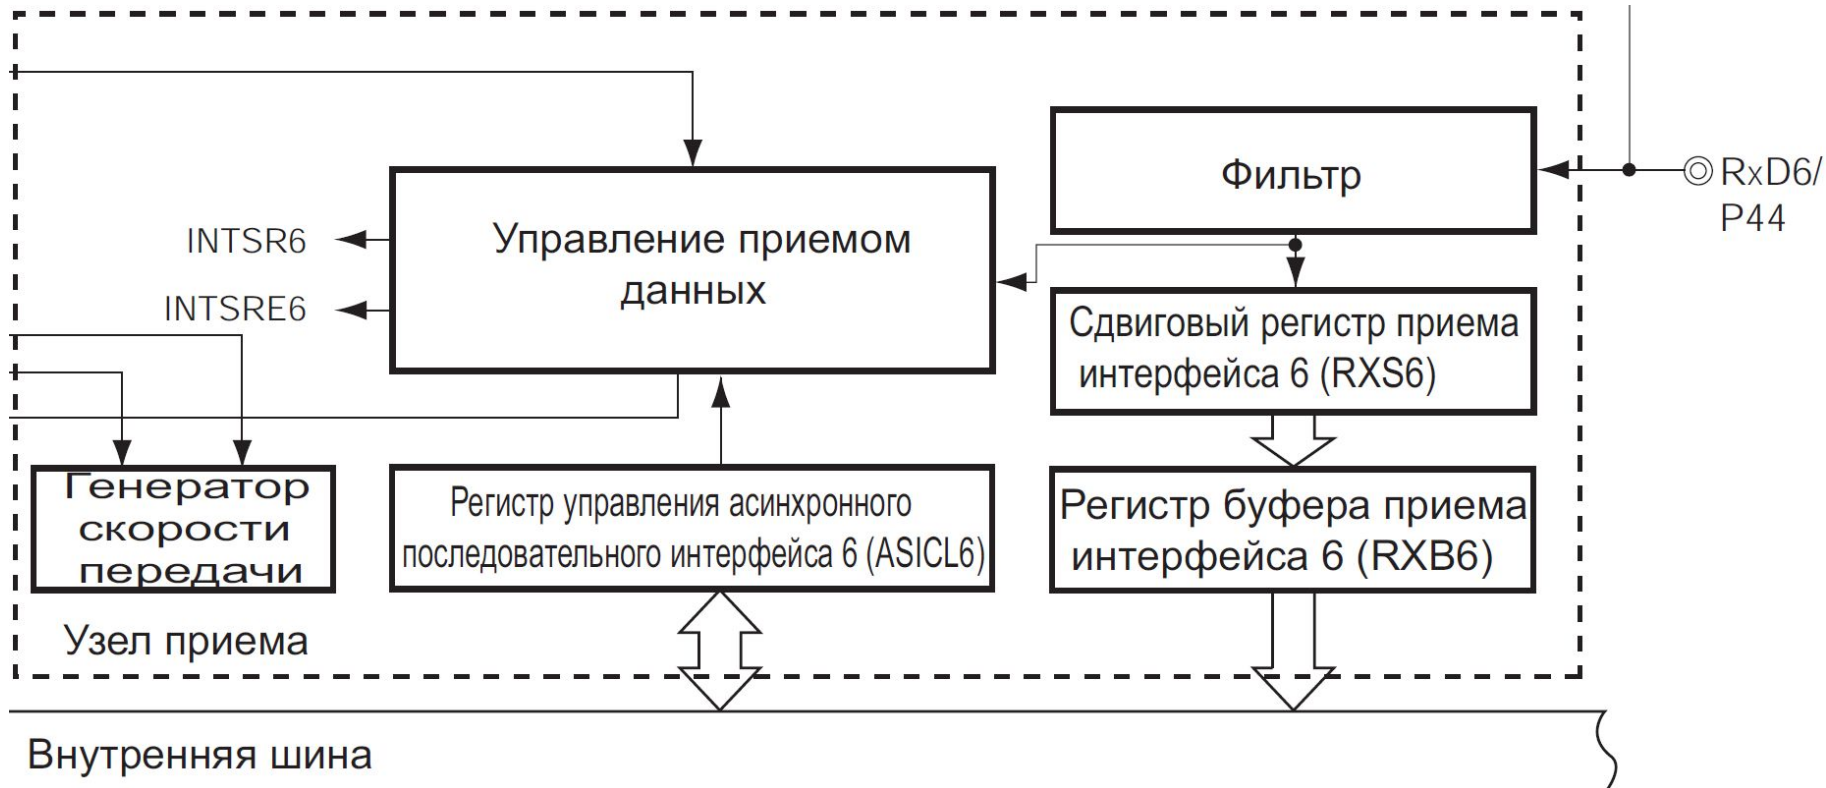 Фильтр
RxD6/
P44
INTSR6
INTSRE6
Управление приемом
данных
Сдвиговый регистр приема
интерфейса 6 (RXS6)
Генератор
скорости
передачи
Регистр управления асинхронного
последовательного интерфейса 6 (ASICL6)
Регистр буфера приема
интерфейса 6 (RXB6)
Узел приема
Внутренняя шина